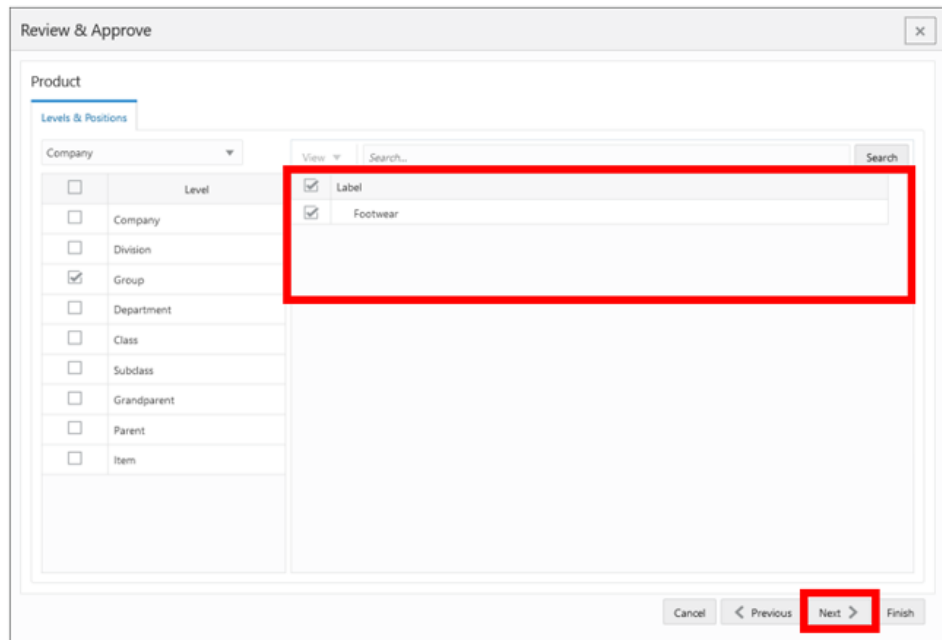 Review & Approve
Product
Levels & Positions
Company
View Search... Search
Level
Label
Company
Footwear
Division
Group
Department
Class
Subclass
Grandparent
Parent
Item
Cancel Previous Next Finish